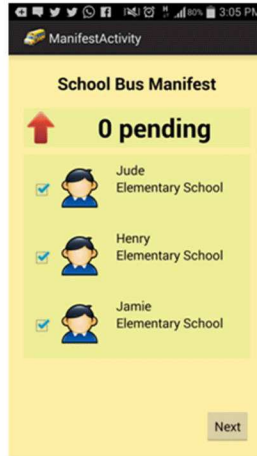 80% 3:05 PM
ManifestActivity
School Bus Manifest
0 pending
Jude
Elementary School
Henry
Elementary School
Jamie
Elementary School
Next